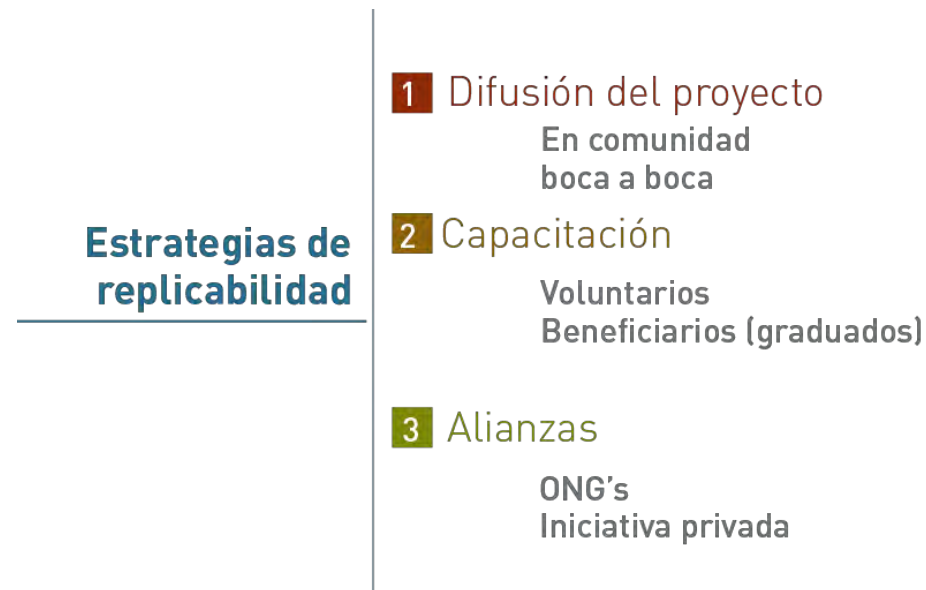 Estrategias de
replicabilidad
1 Difusión del proyecto
En comunidad
boca a boca
2 Capacitación
Voluntarios
Beneficiarios (graduados)
3 Alianzas
ONG's
Iniciativa privada